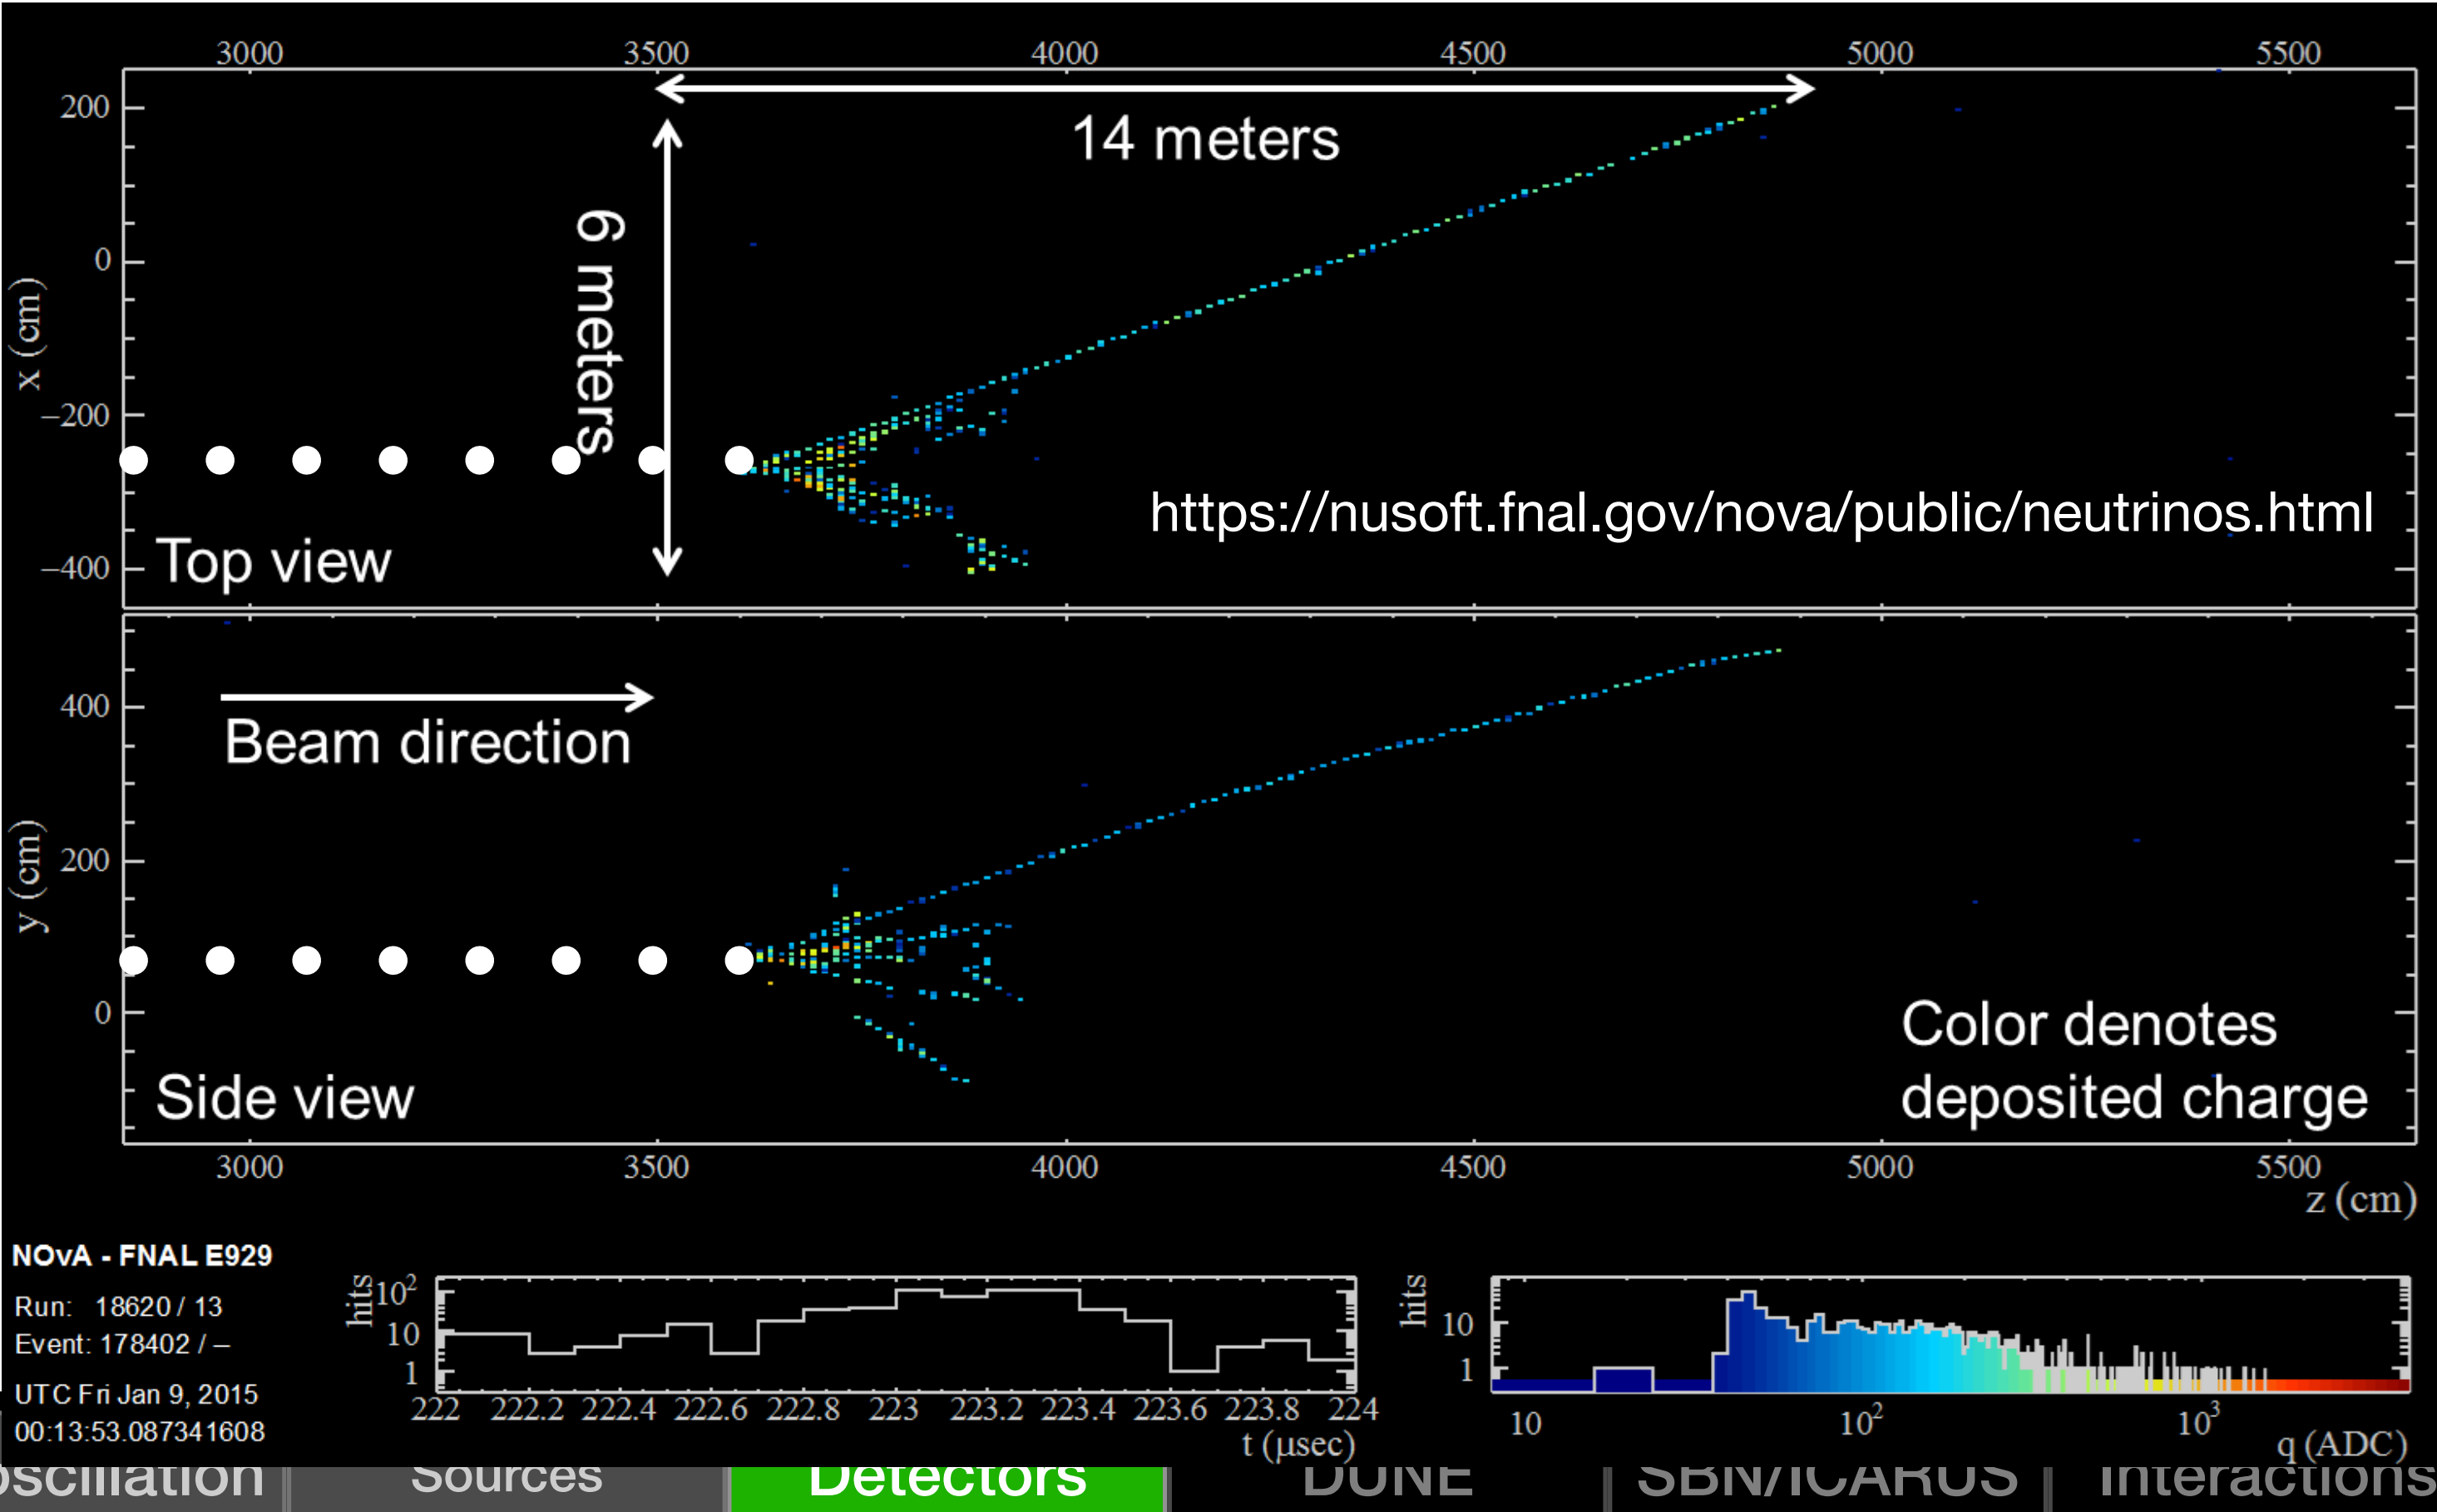 3000 3500 4000 4500 5000 5500
200
14 meters
6 meters
0
x (cm)
−200
https://nusoft.fnal.gov/nova/public/neutrinos.html
Top view
−400
400
Beam direction
200
y (cm)
0
Color denotes
deposited charge
Side view
3000 3500 4000 4500 5000 5500
z (cm)
NOvA - FNAL E929
Run: 18620 / 13
Event: 178402 / --
UTC Fri Jan 9, 2015
00:13:53.087341608
hits
10²
10
1
222 222.2 222.4 222.6 222.8 223 223.2 223.4 223.6 223.8 224
t (μsec)
hits
10
1
10 10² 10³
q (ADC)
oscillation Sources Detectors DUNE SBN/ICARUS Interactions